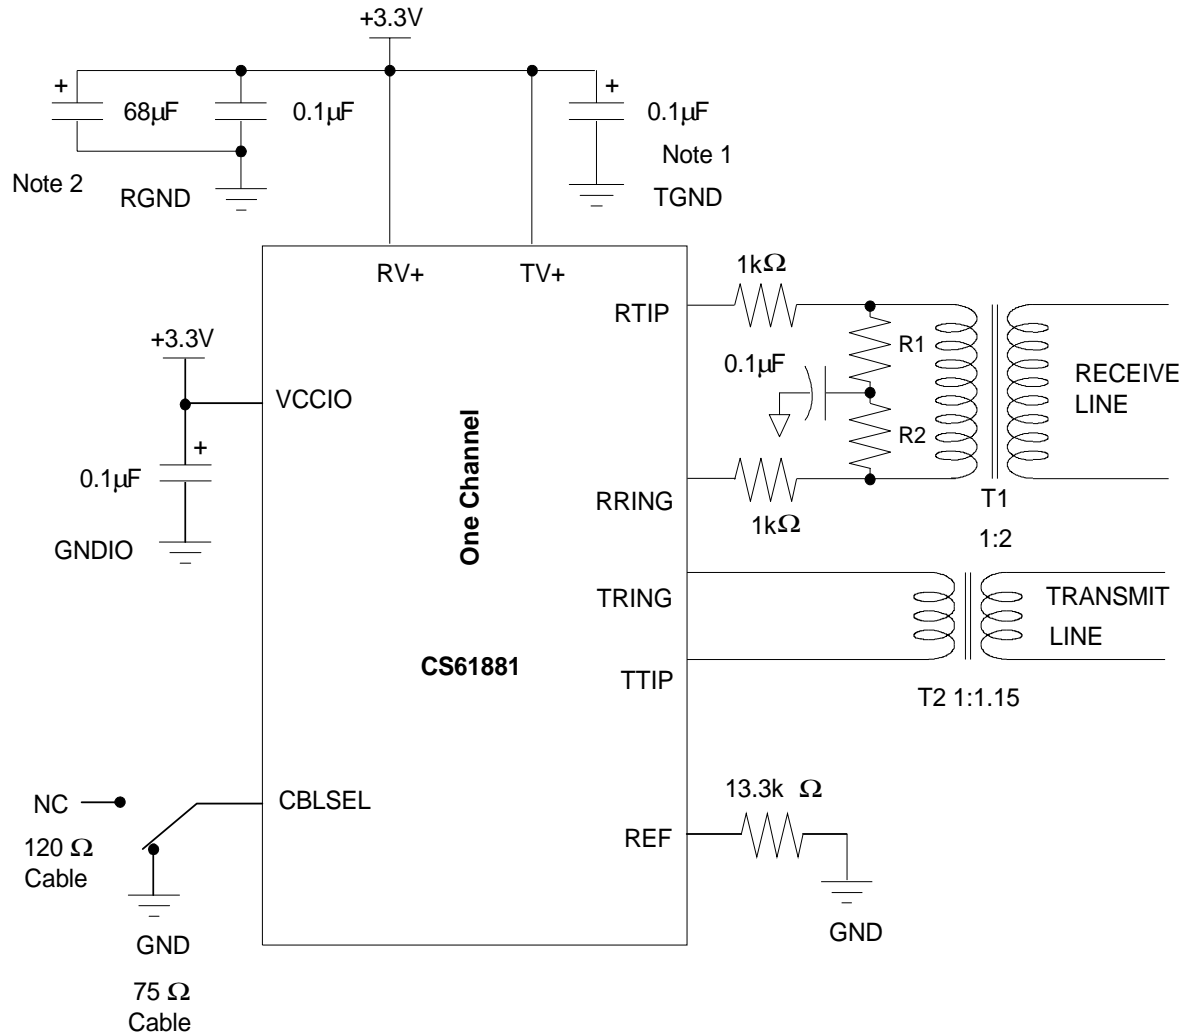 +3.3V
+
68µF
0.1µF
+
0.1µF
Note 1
Note 2
RGND
TGND
RV+
TV+
1kΩ
RTIP
+3.3V
R1
0.1µF
RECEIVE
LINE
VCCIO
One Channel
R2
+
0.1µF
RRING
1kΩ
T1
1:2
GNDIO
TRING
TRANSMIT
LINE
CS61881
TTIP
T2 1:1.15
13.3k Ω
NC
CBLSEL
REF
120 Ω
Cable
GND
GND
75 Ω
Cable